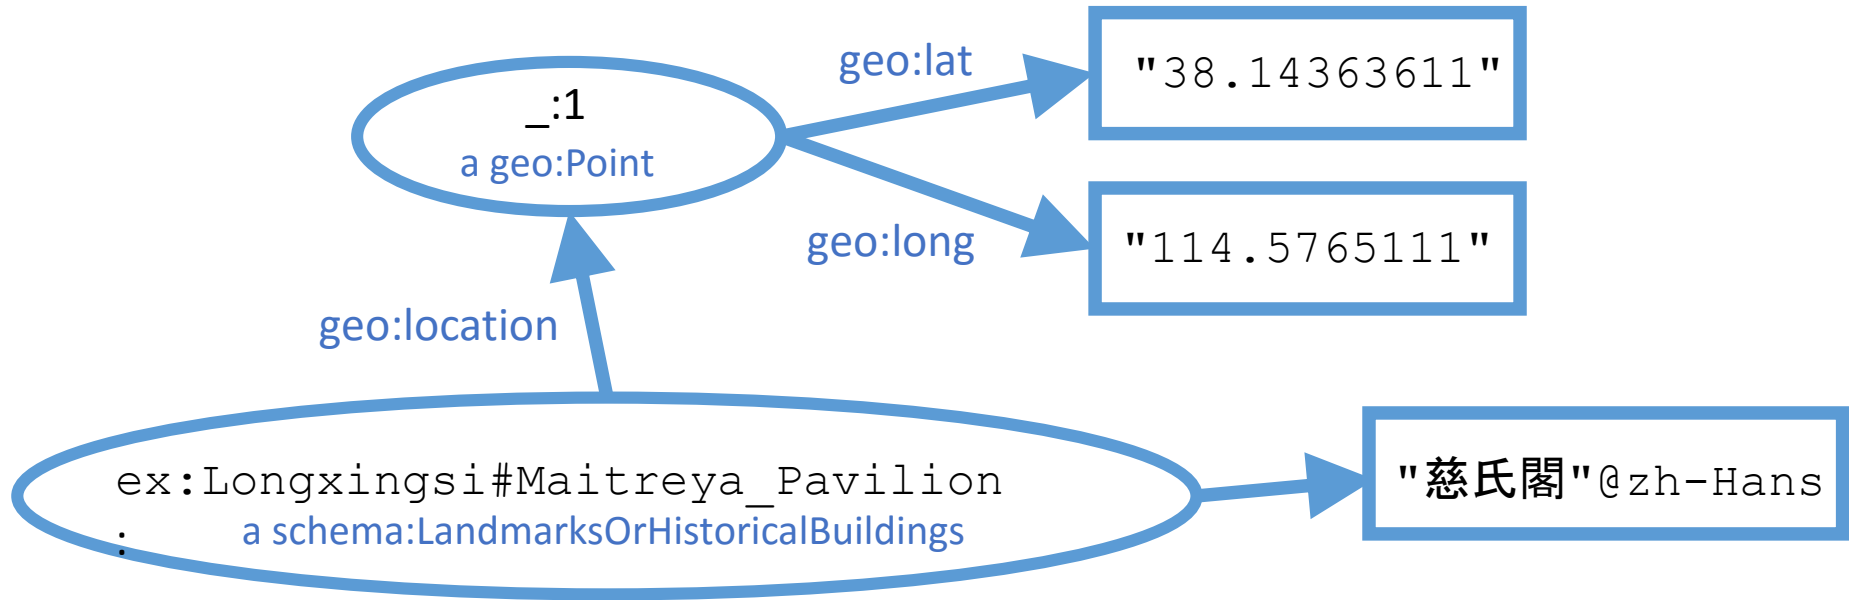 _:1
a geo:Point
geo:lat
"38.14363611"
geo:long
"114.5765111"
geo:location
ex:Longxingsi#Maitreya_Pavilion
:
a schema:LandmarksOrHistoricalBuildings
"慈氏閣"@zh-Hans